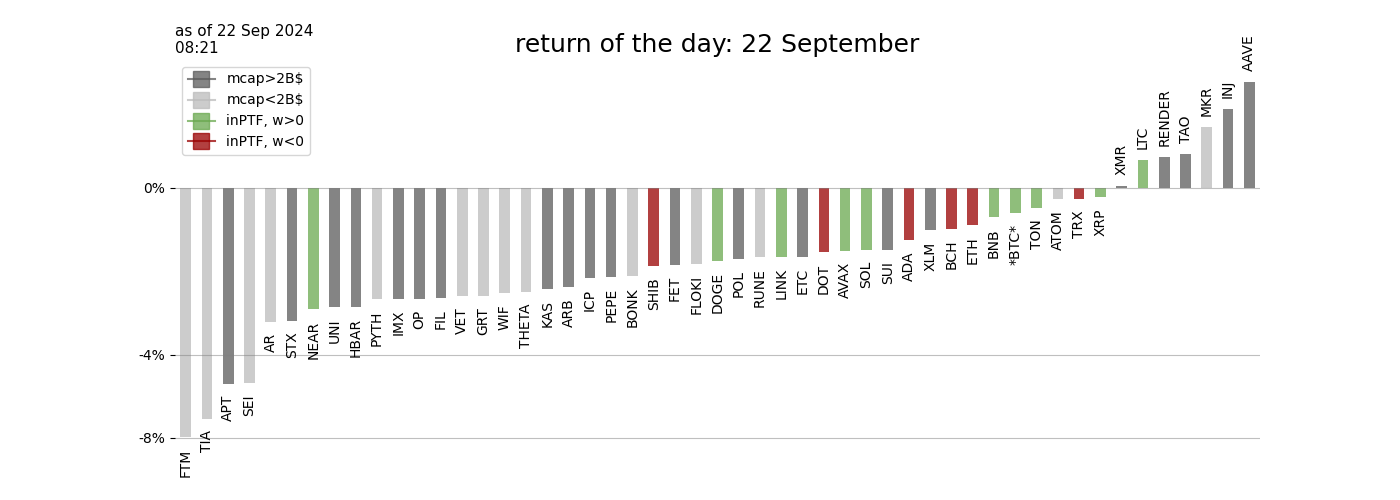 as of 22 Sep 2024
08:21
return of the day: 22 September
mcap>2B$
mcap<2B$
inPTF, w>0
inPTF, w<0
0%
-4%
-8%
FTM
TIA
APT
SEI
AR
STX
NEAR
UNI
HBAR
PYTH
IMX
OP
FIL
VET
GRT
WIF
THETA
KAS
ARB
ICP
PEPE
BONK
SHIB
FET
FLOKI
DOGE
POL
RUNE
LINK
ETC
DOT
AVAX
SOL
SUI
ADA
XLM
BCH
ETH
BNB
*BTC*
TON
ATOM
TRX
XRP
XMR
LTC
RENDER
TAO
MKR
INJ
AAVE